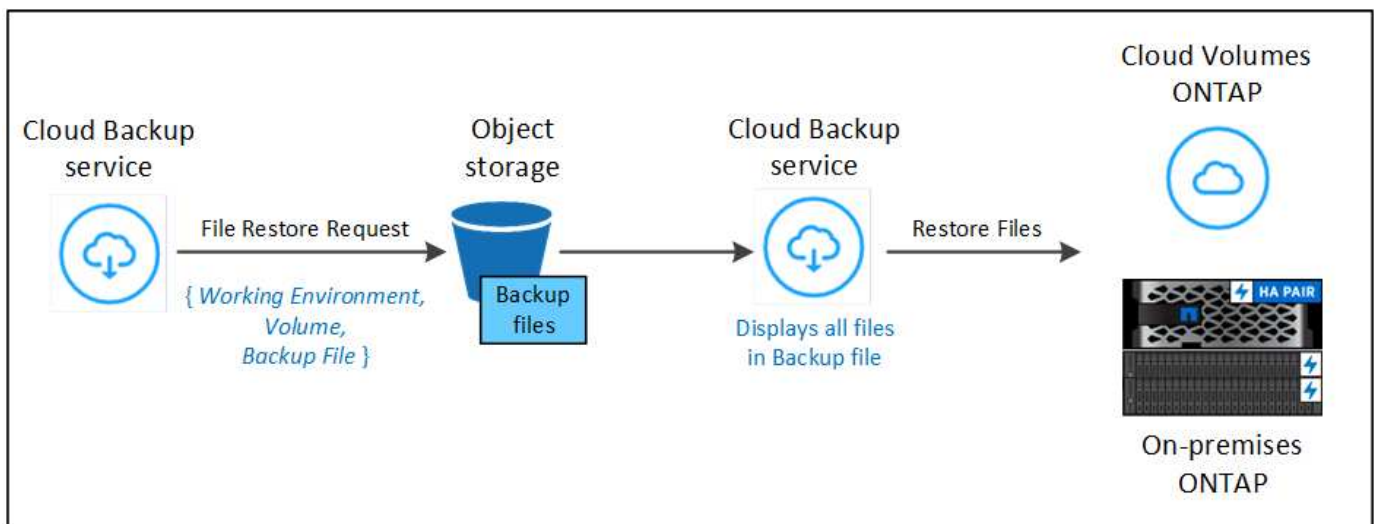 Cloud Backup
service
File Restore Request
{ Working Environment,
Volume,
Backup File }
Object
storage
Backup
files
Cloud Backup
service
Displays all files
in Backup file
Restore Files
Cloud Volumes
ONTAP
HA PAIR
On-premises
ONTAP